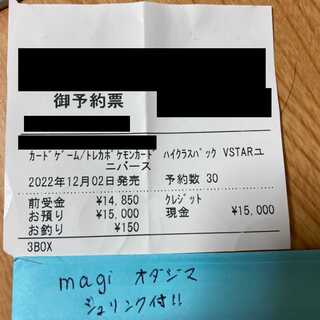 御予約票
カードゲーム/トレカポケモンカード ハイクラスパック VSTARユ
ニバース
2022年12月02日発売 予約数 30
前受金 ¥14,850 クレジット
お預り ¥15,000 現金 ¥15,000
お釣り ¥150
3BOX
magi オダジマ
シュリンク付!!